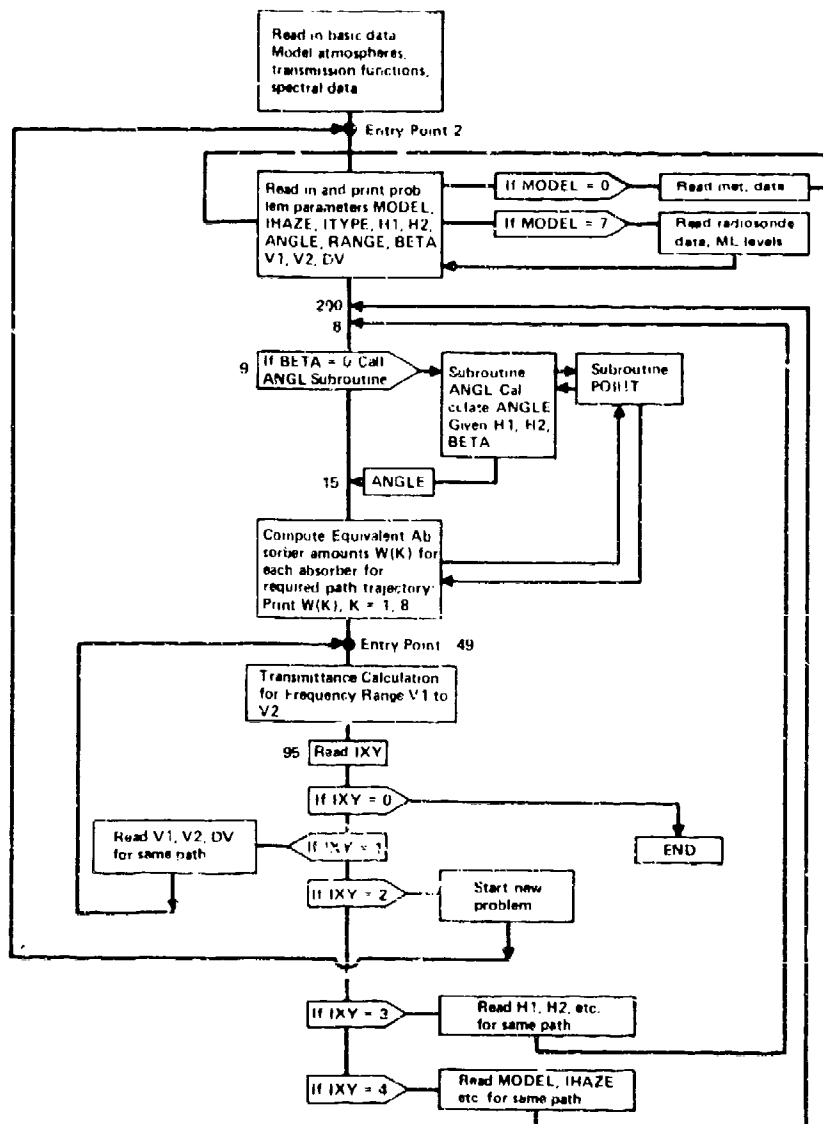 Read in basic data
Model atmospheres,
transmission functions,
spectral data
Entry Point 2
Read in and print prob
lem parameters MODEL,
IHAZE, ITYPE, H1, H2,
ANGLE, RANGE, BETA
V1, V2, DV
If MODEL = 0
Read met. data
If MODEL = 7
Read radiosonde
data, ML levels
200
8
9
If BETA = 0 Call
ANGL Subroutine
Subroutine
ANGL Cal
culate ANGLE
Given H1, H2,
BETA
Subroutine
15
ANGLE
Compute Equivalent Ab
sorber amounts W(K) for
each absorber for
required path trajectory
Print W(K), K = 1, 8
Entry Point 49
Transmittance Calculation
for Frequency Range V1 to
V2
95
Read IXY
If IXY = 0
END
If IXY = 1
Read V1, V2, DV
for same path
If IXY = 2
Start new
problem
If IXY = 3
Read H1, H2, etc.
for same path
If IXY = 4
Read MODEL, IHAZE
etc. for same path